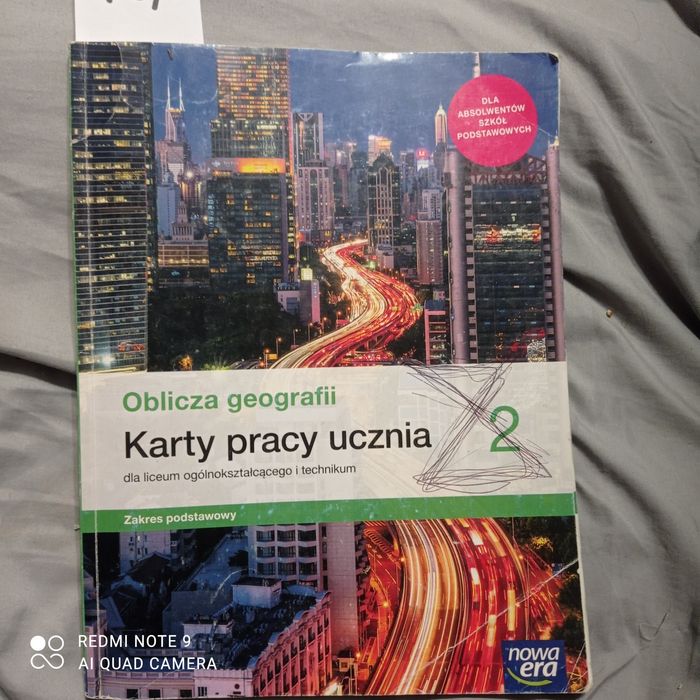 DLA
ABSOLWENTÓW
SZKÓŁ
PODSTAWOWYCH
Oblicza geografii
Karty pracy ucznia 2
dla liceum ogólnokształcącego i technikum
Zakres podstawowy
nowa
era
REDMI NOTE 9
AI QUAD CAMERA